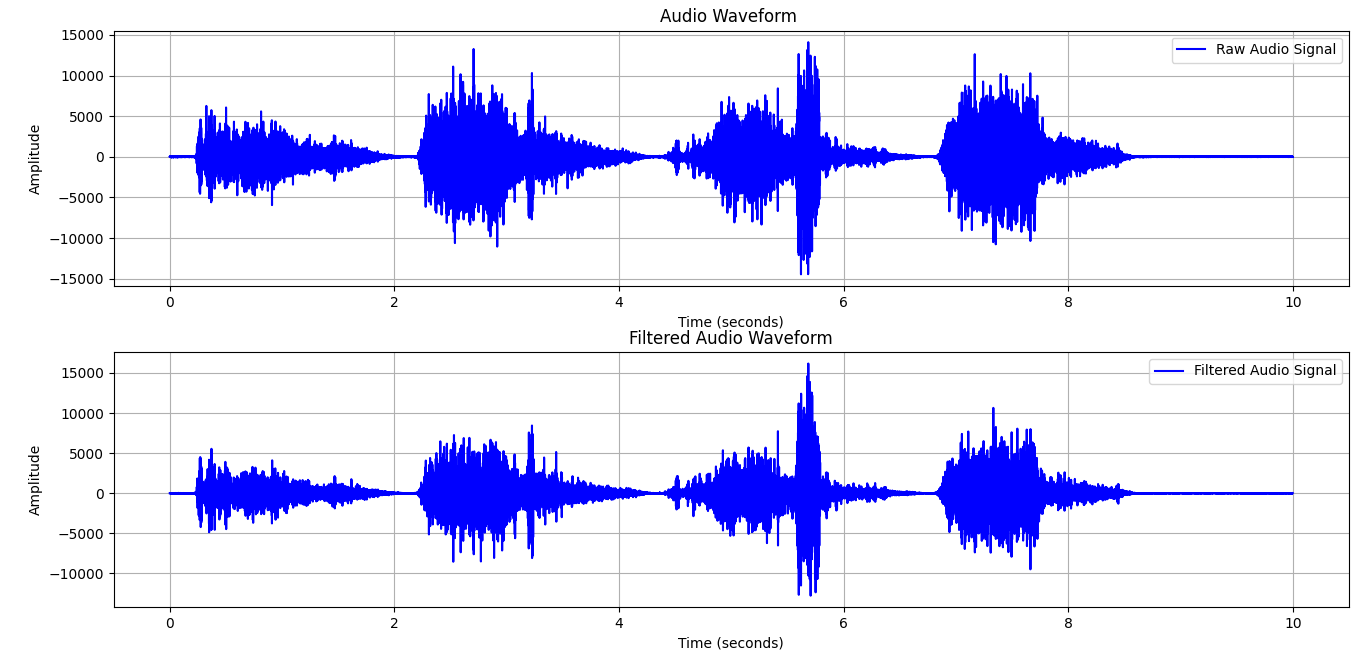 Audio Waveform
Raw Audio Signal
Amplitude
15000
10000
5000
0
−5000
−10000
−15000
0 2 4 6 8 10
Time (seconds)
Filtered Audio Waveform
Filtered Audio Signal
Amplitude
15000
10000
5000
0
−5000
−10000
0 2 4 6 8 10
Time (seconds)